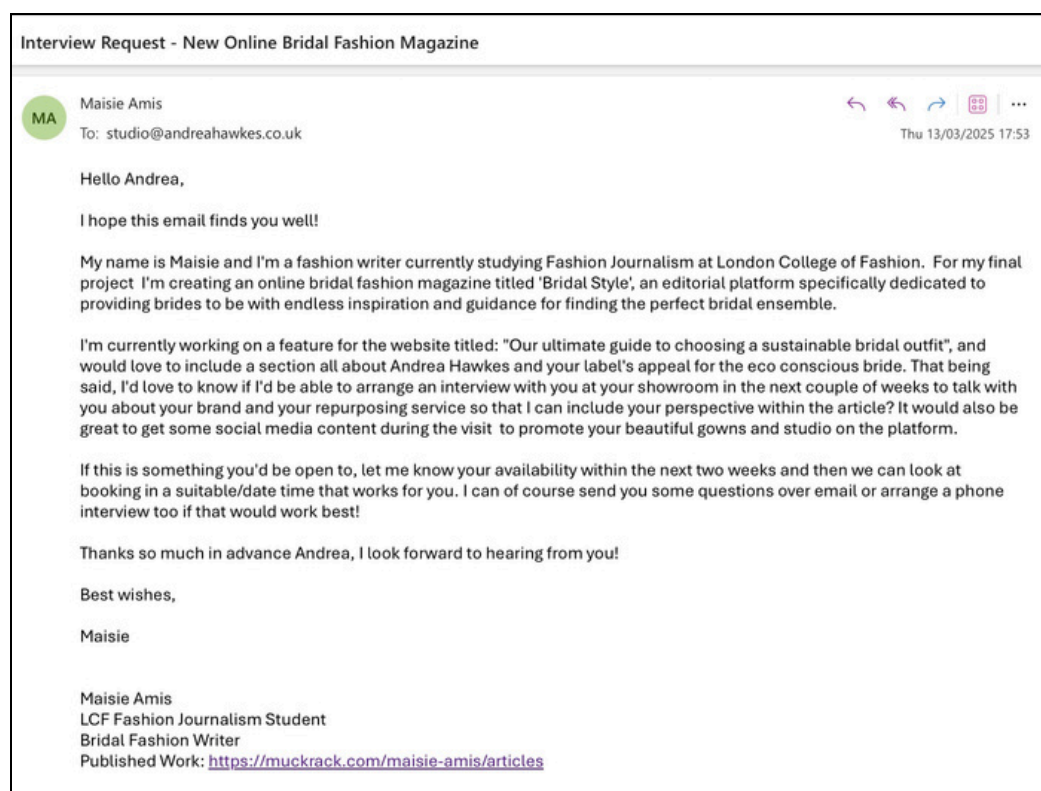 Interview Request - New Online Bridal Fashion Magazine
MA
Maisie Amis
To: studio@andreahawkes.co.uk
Thu 13/03/2025 17:53
Hello Andrea,
I hope this email finds you well!
My name is Maisie and I'm a fashion writer currently studying Fashion Journalism at London College of Fashion.  For my final
project  I'm creating an online bridal fashion magazine titled 'Bridal Style', an editorial platform specifically dedicated to
providing brides to be with endless inspiration and guidance for finding the perfect bridal ensemble.
I'm currently working on a feature for the website titled: "Our ultimate guide to choosing a sustainable bridal outfit", and
would love to include a section all about Andrea Hawkes and your label's appeal for the eco conscious bride. That being
said, I'd love to know if I'd be able to arrange an interview with you at your showroom in the next couple of weeks to talk with
you about your brand and your repurposing service so that I can include your perspective within the article? It would also be
great to get some social media content during the visit  to promote your beautiful gowns and studio on the platform.
If this is something you'd be open to, let me know your availability within the next two weeks and then we can look at
booking in a suitable/date time that works for you. I can of course send you some questions over email or arrange a phone
interview too if that would work best!
Thanks so much in advance Andrea, I look forward to hearing from you!
Best wishes,
Maisie
Maisie Amis
LCF Fashion Journalism Student
Bridal Fashion Writer
Published Work: https://muckrack.com/maisie-amis/articles